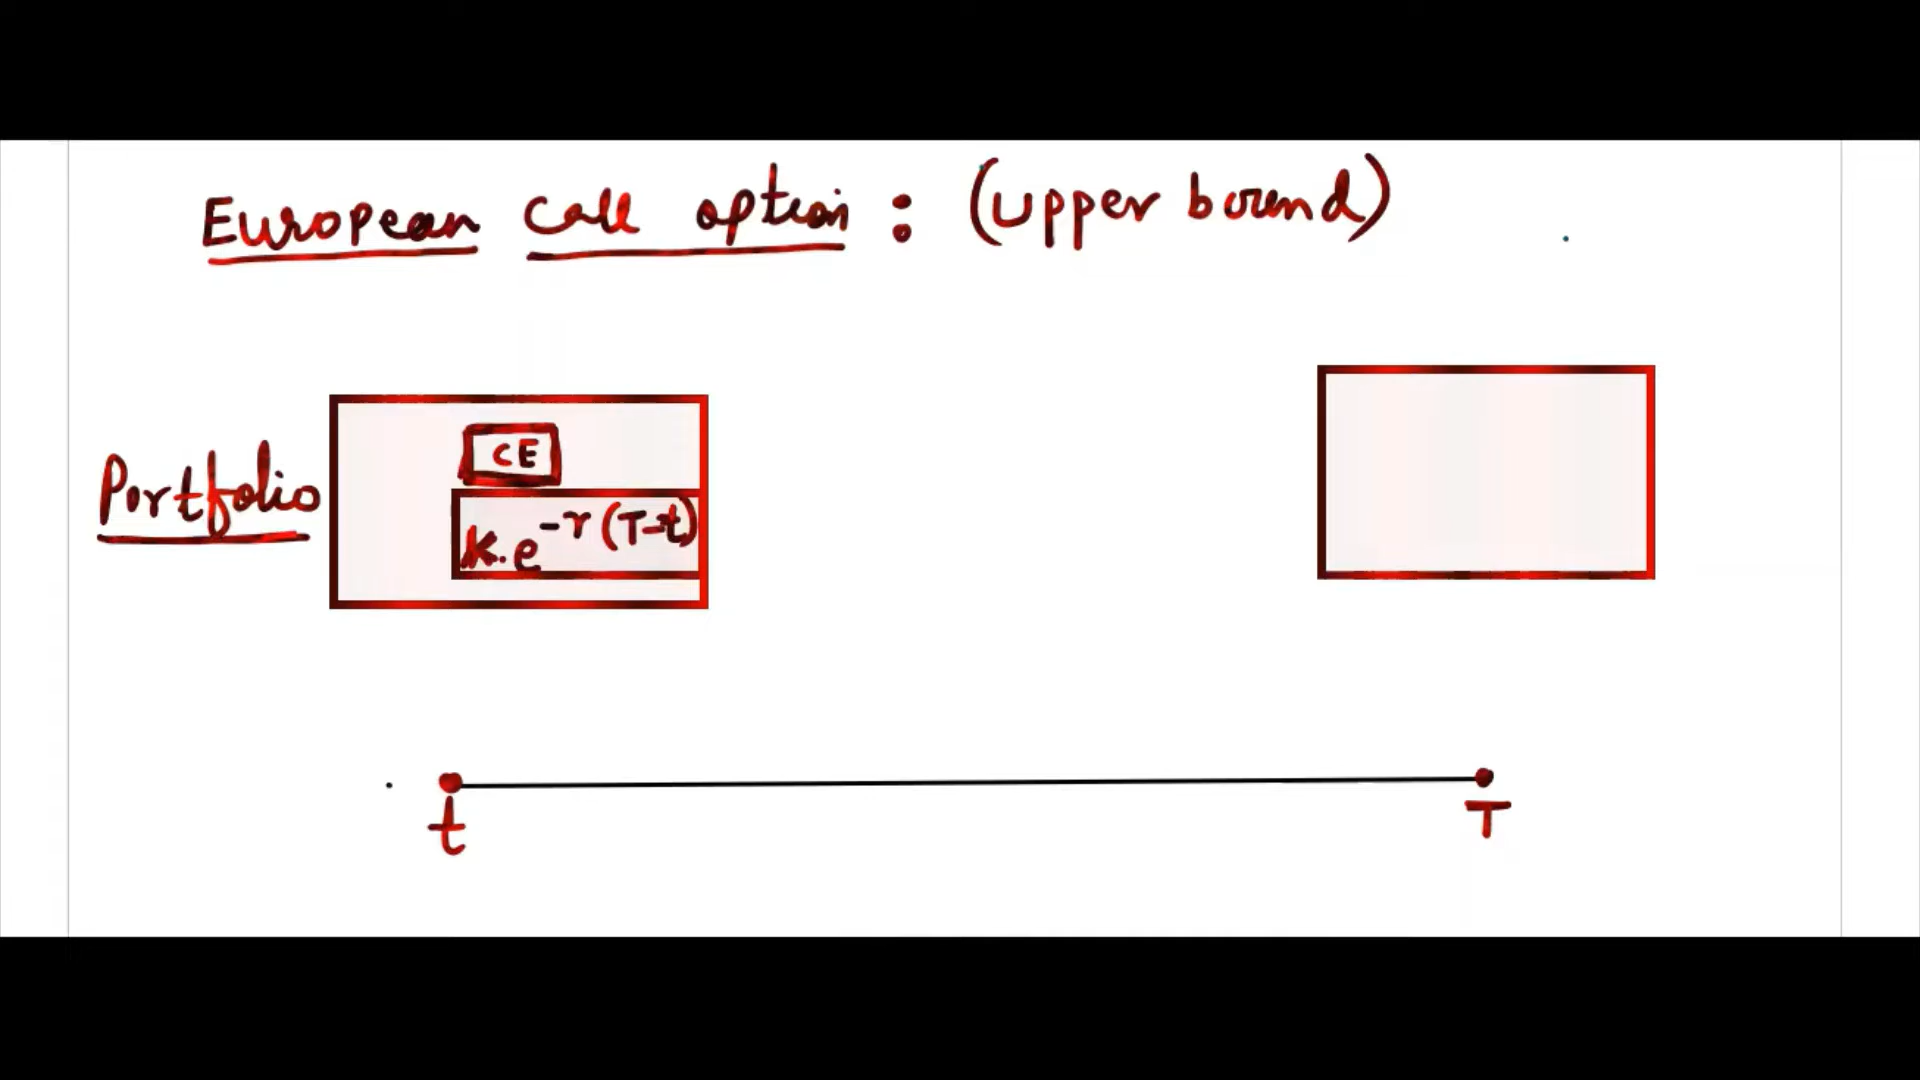 European call option : (upper bound)
CE
Portfolio
K.e^-r(T-t)
t
T